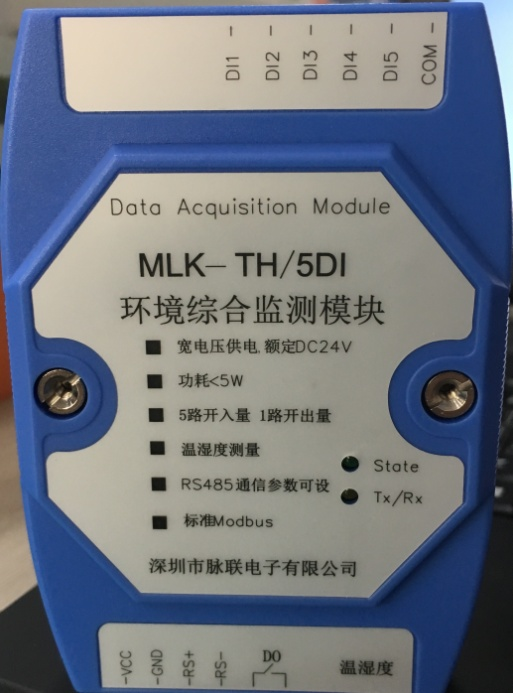 DI1 -
DI2 -
DI3 -
DI4 -
DI5 -
COM -
Data Acquisition Module
MLK-TH/5DI
环境综合监测模块
宽电压供电,额定DC24V
功耗<5W
5路开入量 1路开出量
温湿度测量
RS485通信参数可设
标准Modbus
State
Tx/Rx
深圳市脉联电子有限公司
-VCC
-GND
-RS+
-RS-
DO
温湿度